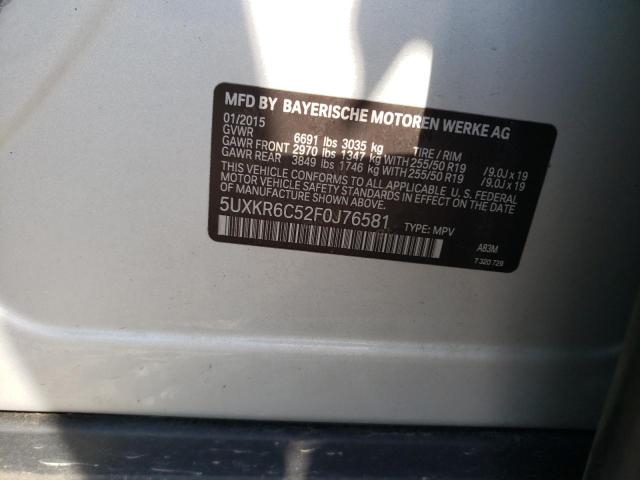 MFD BY BAYERISCHE MOTOREN WERKE AG
01/2015
GVWR 6691 lbs 3035 kg TIRE / RIM
GAWR FRONT 2970 lbs 1347 kg WITH 255/50 R19 /9.0J x 19
GAWR REAR 3849 lbs 1746 kg WITH 255/50 R19 /9.0J x 19
THIS VEHICLE CONFORMS TO ALL APPLICABLE U.S. FEDERAL
MOTOR VEHICLE SAFETY STANDARDS IN EFFECT ON THE DATE
OF MANUFACTURE SHOWN ABOVE.
5UXKR6C52F0J76581 TYPE: MPV
A83M
7 320 729